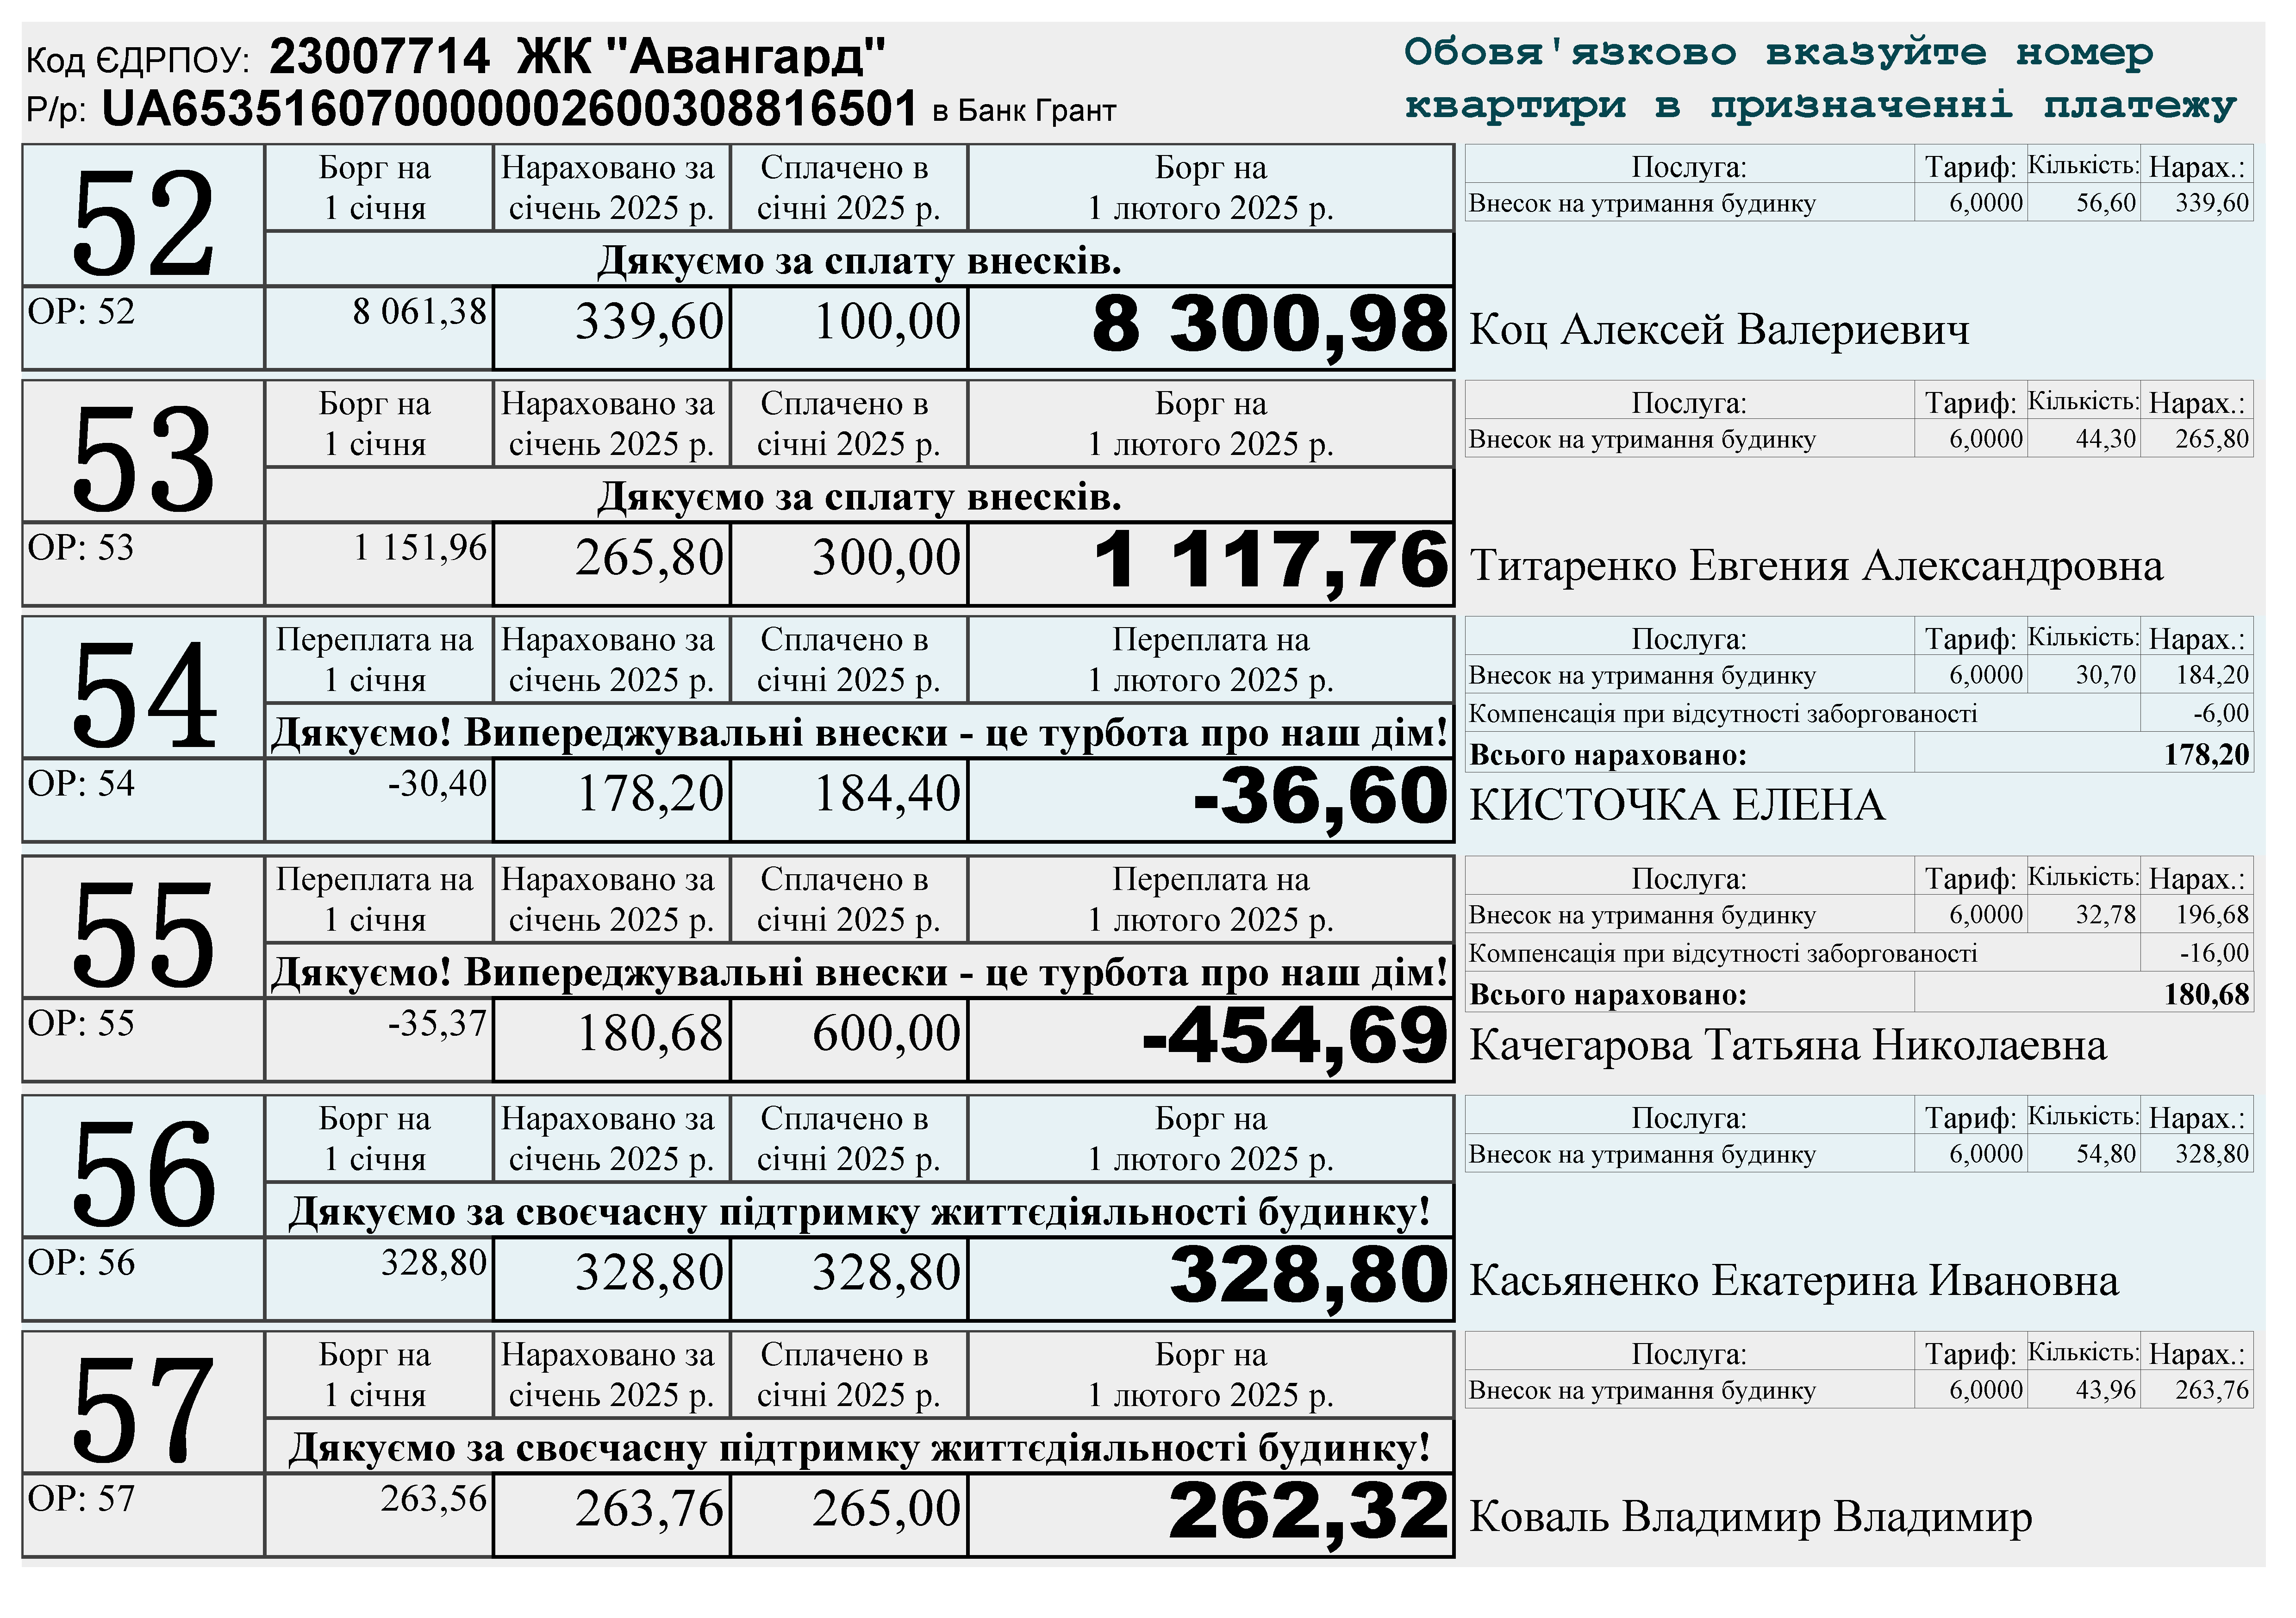 Код ЄДРПОУ: 23007714 ЖК "Авангард"
Р/р: UA653516070000002600308816501 в Банк Грант
Обовя'язково вказуйте номер
квартири в призначенні платежу
52
Борг на 1 січня
Нараховано за січень 2025 р.
Сплачено в січні 2025 р.
Борг на 1 лютого 2025 р.
Дякуємо за сплату внесків.
ОР: 52 8 061,38 339,60 100,00 8 300,98
Послуга: Тариф: Кількість: Нарах.:
Внесок на утримання будинку 6,0000 56,60 339,60
Коц Алексей Валериевич
53
Борг на 1 січня
Нараховано за січень 2025 р.
Сплачено в січні 2025 р.
Борг на 1 лютого 2025 р.
Дякуємо за сплату внесків.
ОР: 53 1 151,96 265,80 300,00 1 117,76
Послуга: Тариф: Кількість: Нарах.:
Внесок на утримання будинку 6,0000 44,30 265,80
Титаренко Евгения Александровна
54
Переплата на 1 січня
Нараховано за січень 2025 р.
Сплачено в січні 2025 р.
Переплата на 1 лютого 2025 р.
Дякуємо! Випереджувальні внески - це турбота про наш дім!
ОР: 54 -30,40 178,20 184,40 -36,60
Послуга: Тариф: Кількість: Нарах.:
Внесок на утримання будинку 6,0000 30,70 184,20
Компенсація при відсутності заборгованості -6,00
Всього нараховано: 178,20
КИСТОЧКА ЕЛЕНА
55
Переплата на 1 січня
Нараховано за січень 2025 р.
Сплачено в січні 2025 р.
Переплата на 1 лютого 2025 р.
Дякуємо! Випереджувальні внески - це турбота про наш дім!
ОР: 55 -35,37 180,68 600,00 -454,69
Послуга: Тариф: Кількість: Нарах.:
Внесок на утримання будинку 6,0000 32,78 196,68
Компенсація при відсутності заборгованості -16,00
Всього нараховано: 180,68
Качегарова Татьяна Николаевна
56
Борг на 1 січня
Нараховано за січень 2025 р.
Сплачено в січні 2025 р.
Борг на 1 лютого 2025 р.
Дякуємо за своєчасну підтримку життєдіяльності будинку!
ОР: 56 328,80 328,80 328,80 328,80
Послуга: Тариф: Кількість: Нарах.:
Внесок на утримання будинку 6,0000 54,80 328,80
Касьяненко Екатерина Ивановна
57
Борг на 1 січня
Нараховано за січень 2025 р.
Сплачено в січні 2025 р.
Борг на 1 лютого 2025 р.
Дякуємо за своєчасну підтримку життєдіяльності будинку!
ОР: 57 263,56 263,76 265,00 262,32
Послуга: Тариф: Кількість: Нарах.:
Внесок на утримання будинку 6,0000 43,96 263,76
Коваль Владимир Владимир